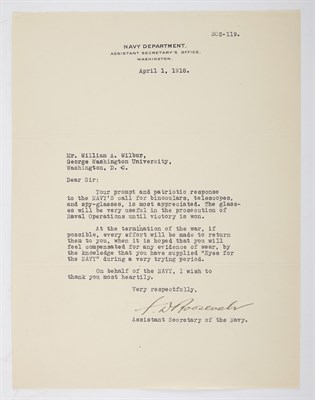 SOS-119.
NAVY DEPARTMENT.
ASSISTANT SECRETARY'S OFFICE,
WASHINGTON.
April 1, 1918.
Mr. William A. Wilbur,
George Washington University,
Washington, D. C.
Dear Sir:
Your prompt and patriotic response
to the NAVY'S call for binoculars, telescopes,
and spy-glasses, is most appreciated. The glass-
es will be very useful in the prosecution of
Naval Operations until victory is won.
At the termination of the war, if
possible, every effort will be made to return
them to you, when it is hoped that you will
feel compensated for any evidence of wear, by
the knowledge that you have supplied "Eyes for
the NAVY" during a very trying period.
On behalf of the NAVY, I wish to
thank you most heartily.
Very respectfully,
F D Roosevelt
Assistant Secretary of the Navy.